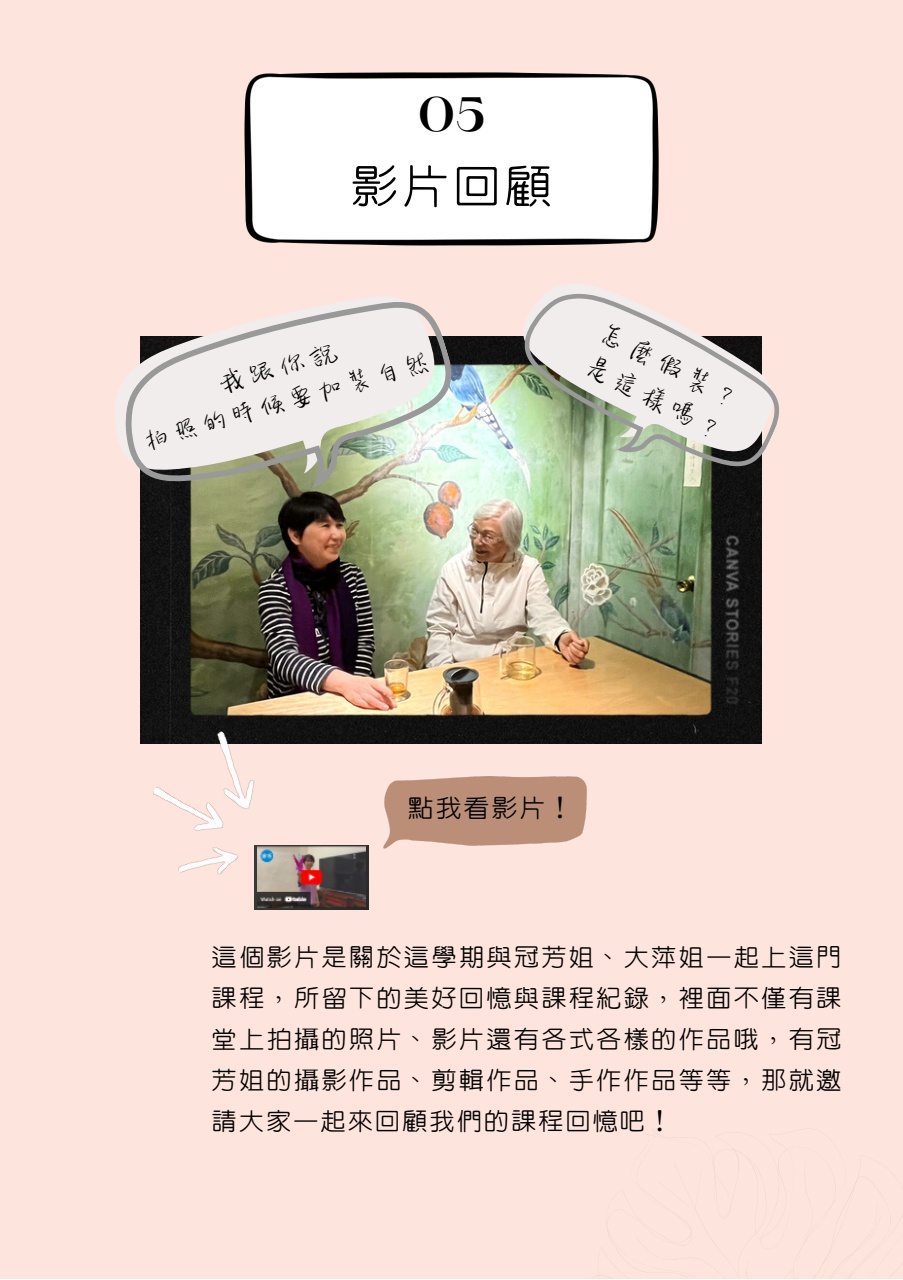 05
影片回顧
我跟你說
拍照的時候要加裝自然
怎麼假裝？
是這樣嗎？
CANVA STORIES F20
點我看影片！
Watch on YouTube
這個影片是關於這學期與冠芳姐、大萍姐一起上這門
課程，所留下的美好回憶與課程紀錄，裡面不僅有課
堂上拍攝的照片、影片還有各式各樣的作品哦，有冠
芳姐的攝影作品、剪輯作品、手作作品等等，那就邀
請大家一起來回顧我們的課程回憶吧！